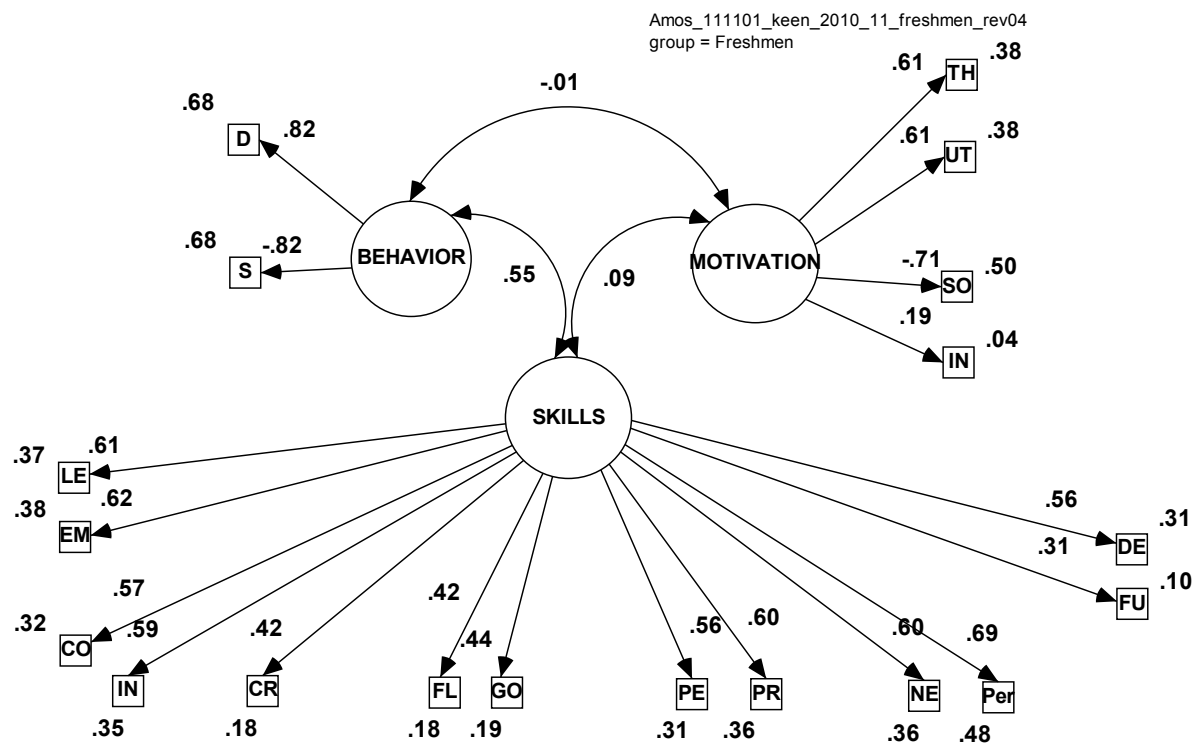 Amos_111101_keen_2010_11_freshmen_rev04
group = Freshmen
-.01
.61
TH
.38
.68
D
.82
.61
UT
.38
BEHAVIOR
MOTIVATION
.68
S
-.82
.55
.09
-.71
SO
.50
.19
IN
.04
SKILLS
.37
LE
.61
.38
EM
.62
.56
DE
.31
.31
FU
.10
.32
CO
.57
.59
IN
.35
.42
CR
.18
.42
FL
.18
.44
GO
.19
.56
PE
.31
.60
PR
.36
.60
NE
.36
.69
Per
.48